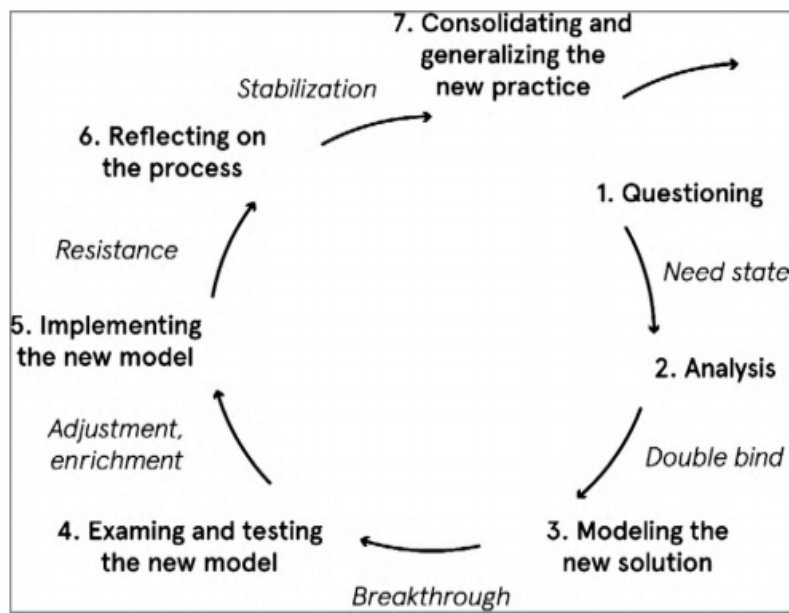 7. Consolidating and
generalizing the
new practice
Stabilization
6. Reflecting on
the process
1. Questioning
Resistance
Need state
5. Implementing
the new model
2. Analysis
Adjustment,
enrichment
Double bind
4. Examing and testing
the new model
3. Modeling the
new solution
Breakthrough